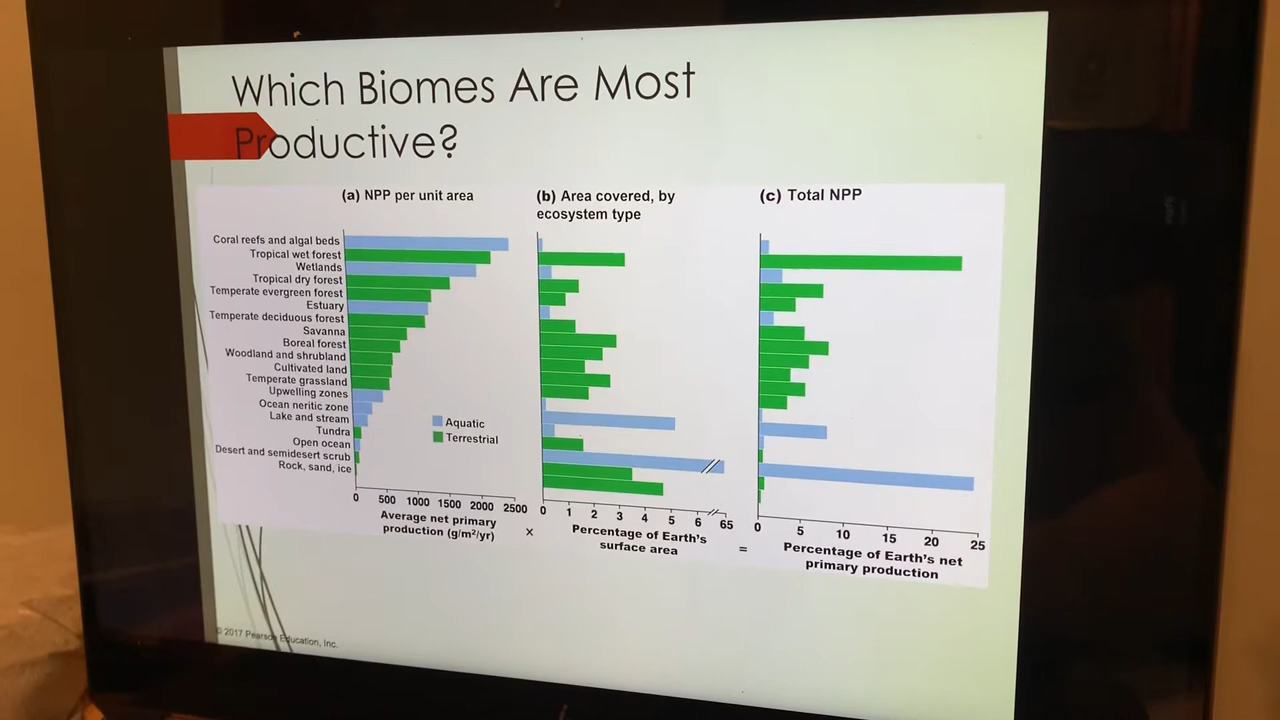 Which Biomes Are Most
Productive?
(a) NPP per unit area
(b) Area covered, by
ecosystem type
(c) Total NPP
Coral reefs and algal beds
Tropical wet forest
Wetlands
Tropical dry forest
Temperate evergreen forest
Estuary
Temperate deciduous forest
Savanna
Boreal forest
Woodland and shrubland
Cultivated land
Temperate grassland
Upwelling zones
Ocean neritic zone
Lake and stream
Tundra
Open ocean
Desert and semidesert scrub
Rock, sand, ice
Aquatic
Terrestrial
0 500 1000 1500 2000 2500
Average net primary
production (g/m²/yr)
×
0 1 2 3 4 5 6 65
Percentage of Earth's
surface area
=
0 5 10 15 20 25
Percentage of Earth's net
primary production
© 2017 Pearson Education, Inc.